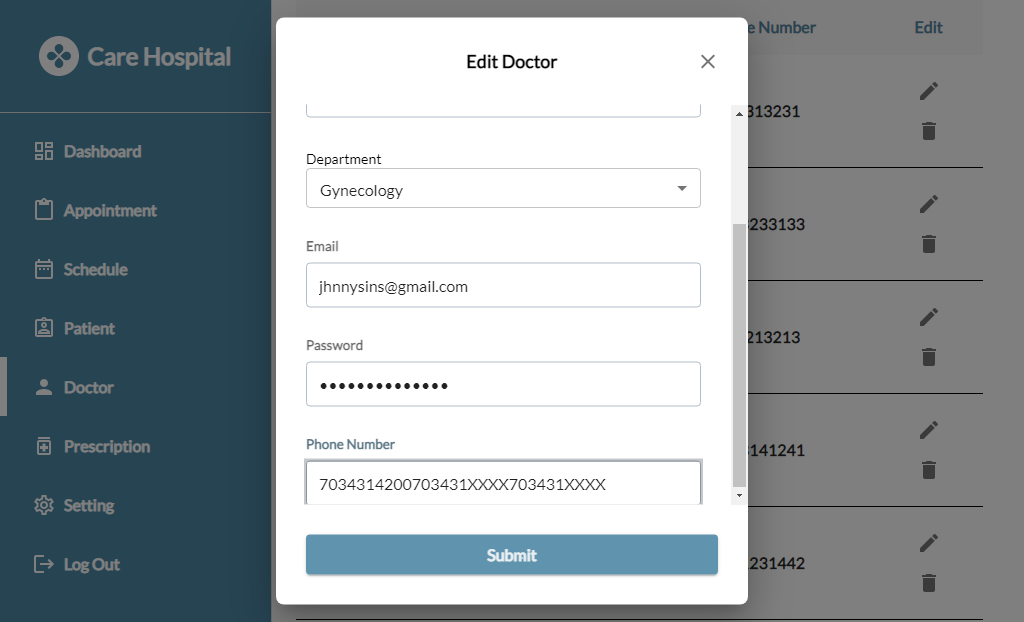 Care Hospital
Dashboard
Appointment
Schedule
Patient
Doctor
Prescription
Setting
Log Out
Edit Doctor
Department
Gynecology
Email
jhnnysins@gmail.com
Password
••••••••••••••
Phone Number
7034314200703431XXXX703431XXXX
Submit
e Number
Edit
313231
233133
213213
141241
231442